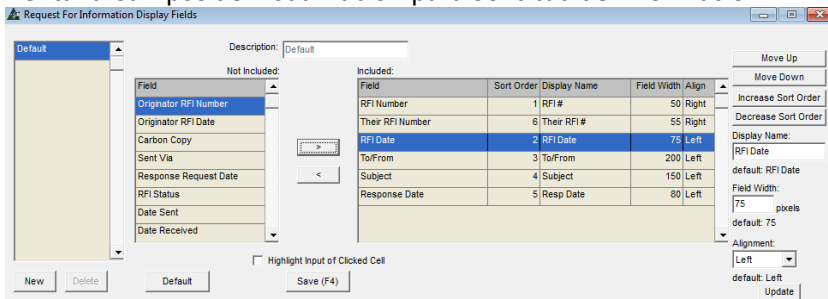 Request For Information Display Fields
Default
Description: Default
Not Included:
Included:
Field
Originator RFI Number
Originator RFI Date
Carbon Copy
Sent Via
Response Request Date
RFI Status
Date Sent
Date Received
>
<
Field Sort Order Display Name Field Width Align
RFI Number 1 RFI # 50 Right
Their RFI Number 6 Their RFI # 55 Right
RFI Date 2 RFI Date 75 Left
To/From 3 To/From 200 Left
Subject 4 Subject 150 Left
Response Date 5 Resp Date 80 Left
Move Up
Move Down
Increase Sort Order
Decrease Sort Order
Display Name:
RFI Date
default: RFI Date
Field Width:
75 pixels
default: 75
Alignment:
Left
default: Left
Update
Highlight Input of Clicked Cell
New Delete Default Save (F4)